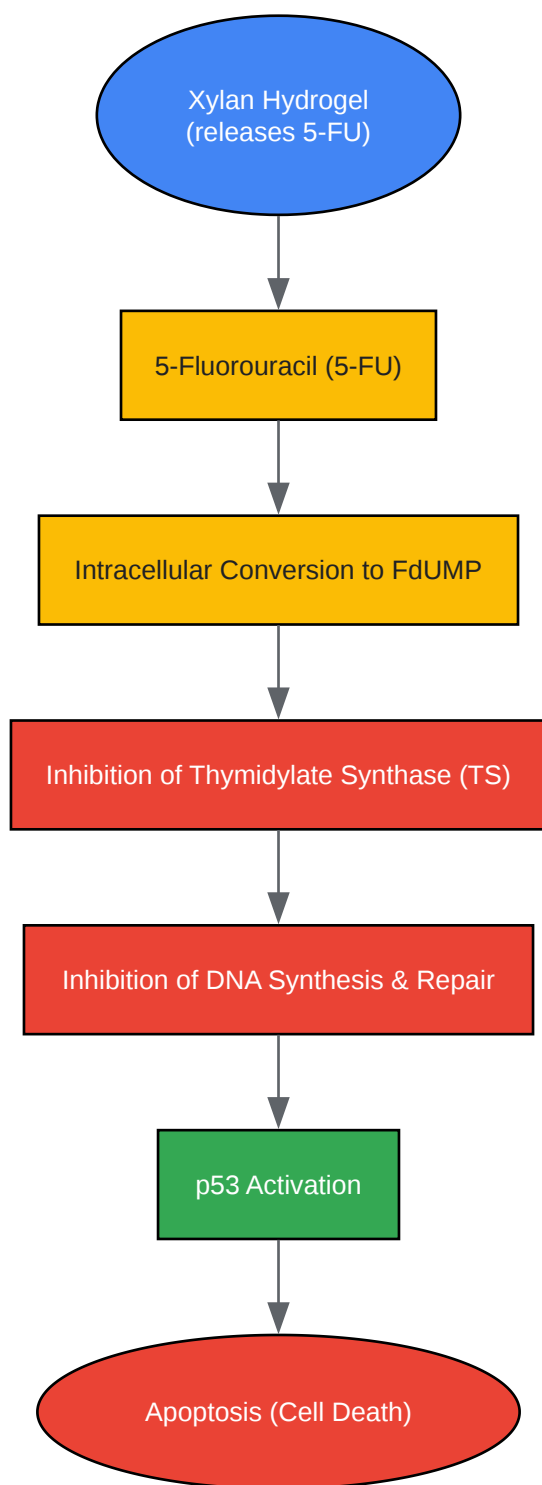 Xylan Hydrogel
(releases 5-FU)
5-Fluorouracil (5-FU)
Intracellular Conversion to FdUMP
Inhibition of Thymidylate Synthase (TS)
Inhibition of DNA Synthesis & Repair
p53 Activation
Apoptosis (Cell Death)